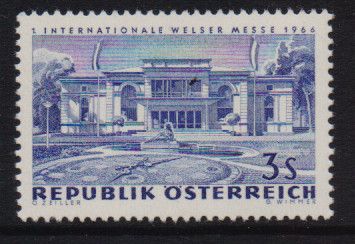 1. INTERNATIONALE WELSER MESSE 1966
3S
REPUBLIK ÖSTERREICH
O. ZEILLER G. WIMMER